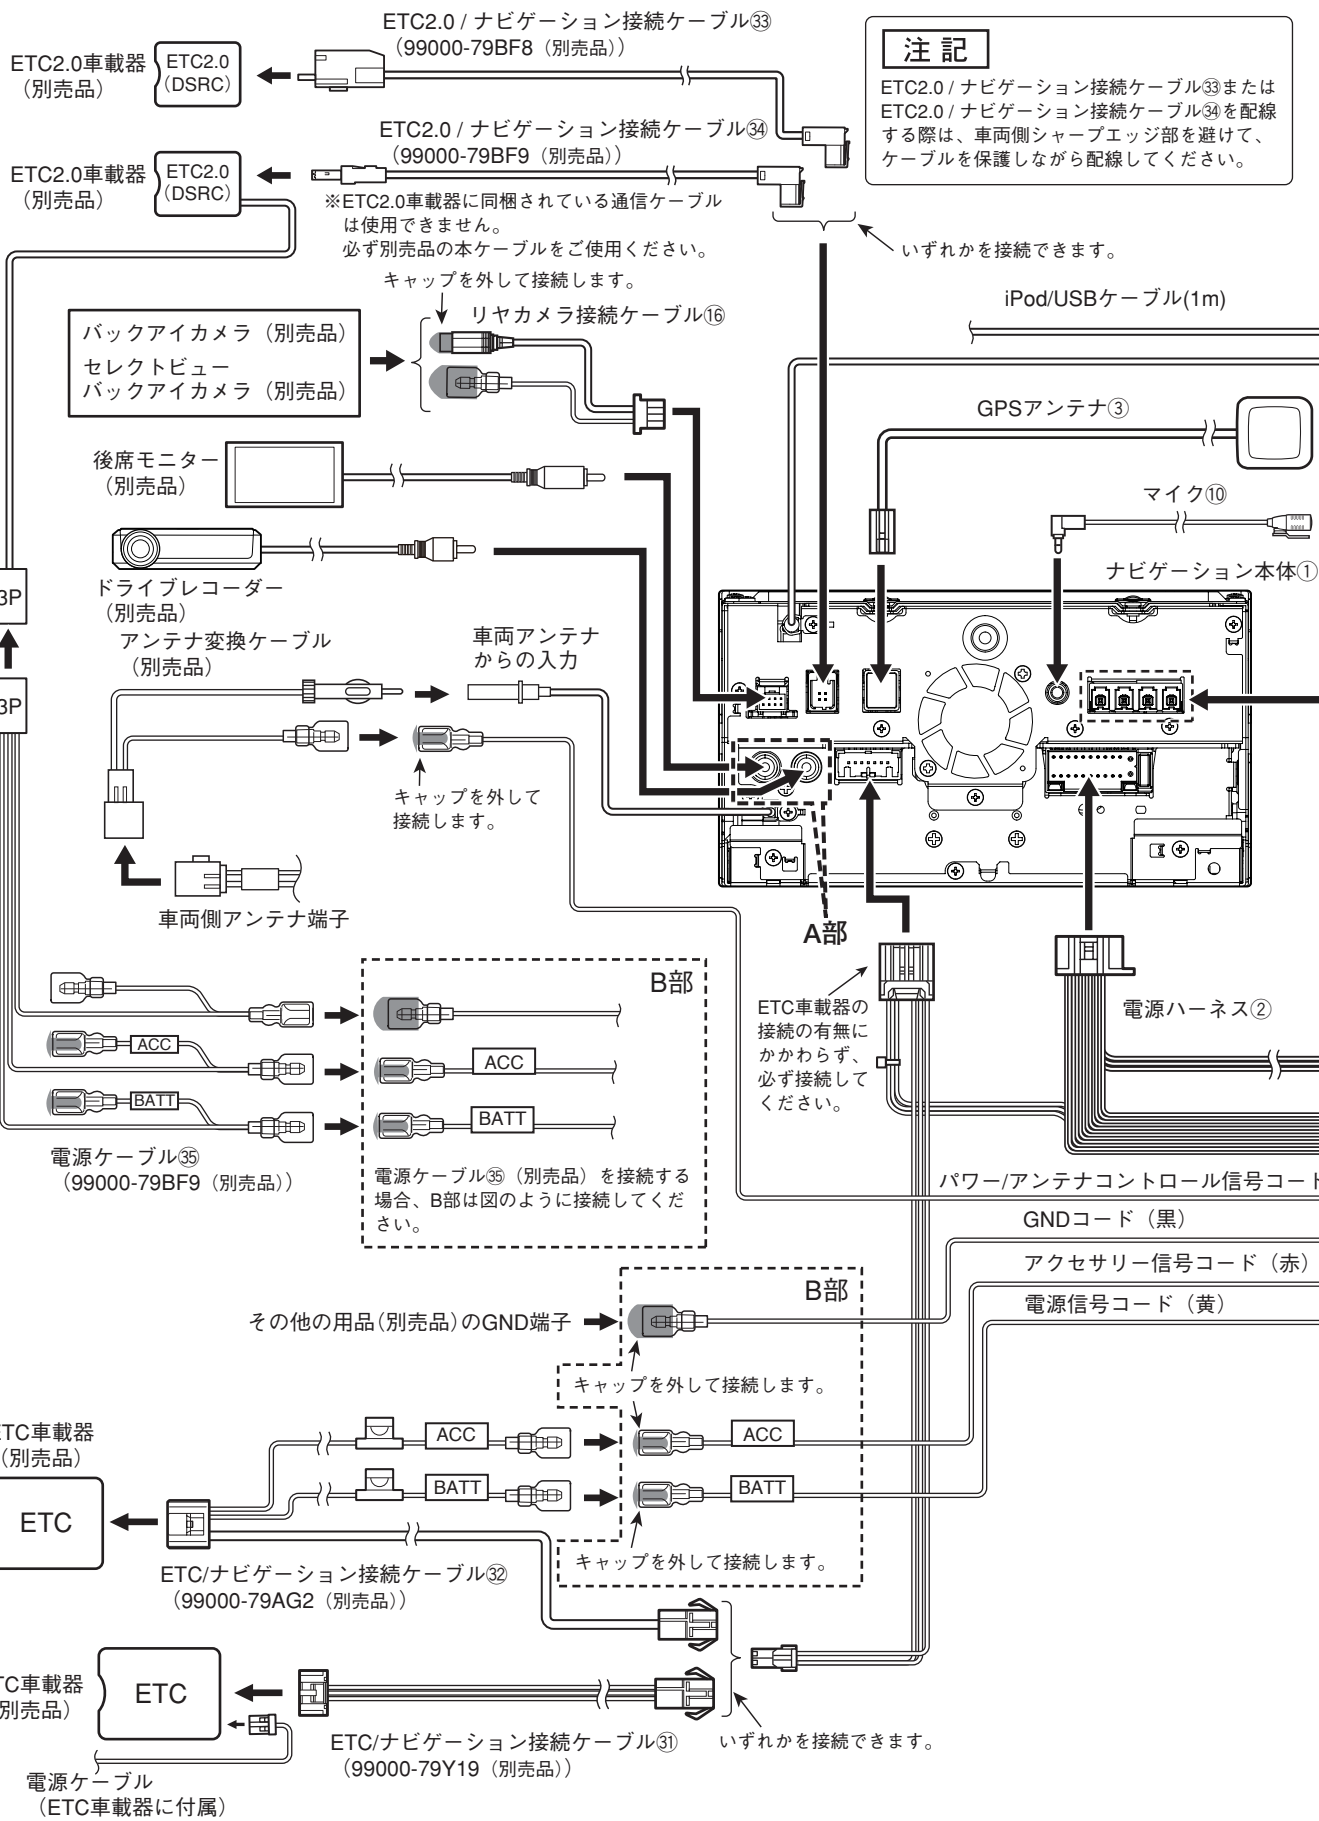 ETC2.0 / ナビゲーション接続ケーブル㉝
（99000-79BF8（別売品））
ETC2.0車載器
（別売品）
ETC2.0
(DSRC)
注 記
ETC2.0 / ナビゲーション接続ケーブル㉝または
ETC2.0 / ナビゲーション接続ケーブル㉞を配線
する際は、車両側シャープエッジ部を避けて、
ケーブルを保護しながら配線してください。
ETC2.0 / ナビゲーション接続ケーブル㉞
（99000-79BF9（別売品））
ETC2.0車載器
（別売品）
ETC2.0
(DSRC)
※ETC2.0車載器に同梱されている通信ケーブル
は使用できません。
必ず別売品の本ケーブルをご使用ください。
いずれかを接続できます。
キャップを外して接続します。
リヤカメラ接続ケーブル⑯
iPod/USBケーブル(1m)
バックアイカメラ（別売品）
セレクトビュー
バックアイカメラ（別売品）
GPSアンテナ③
後席モニター
（別売品）
マイク⑩
ナビゲーション本体①
ドライブレコーダー
（別売品）
3P
アンテナ変換ケーブル
（別売品）
車両アンテナ
からの入力
3P
キャップを外して
接続します。
車両側アンテナ端子
A部
B部
ETC車載器の
接続の有無に
かかわらず、
必ず接続して
ください。
電源ハーネス②
ACC
ACC
BATT
BATT
電源ケーブル㉟
（99000-79BF9（別売品））
電源ケーブル㉟（別売品）を接続する
場合、B部は図のように接続してくだ
さい。
パワー/アンテナコントロール信号コード
GNDコード（黒）
アクセサリー信号コード（赤）
電源信号コード（黄）
B部
その他の用品(別売品)のGND端子
キャップを外して接続します。
ETC車載器
（別売品）
ACC
ACC
BATT
BATT
ETC
キャップを外して接続します。
ETC/ナビゲーション接続ケーブル㉜
（99000-79AG2（別売品））
TC車載器
別売品）
ETC
ETC/ナビゲーション接続ケーブル㉛
（99000-79Y19（別売品））
いずれかを接続できます。
電源ケーブル
（ETC車載器に付属）